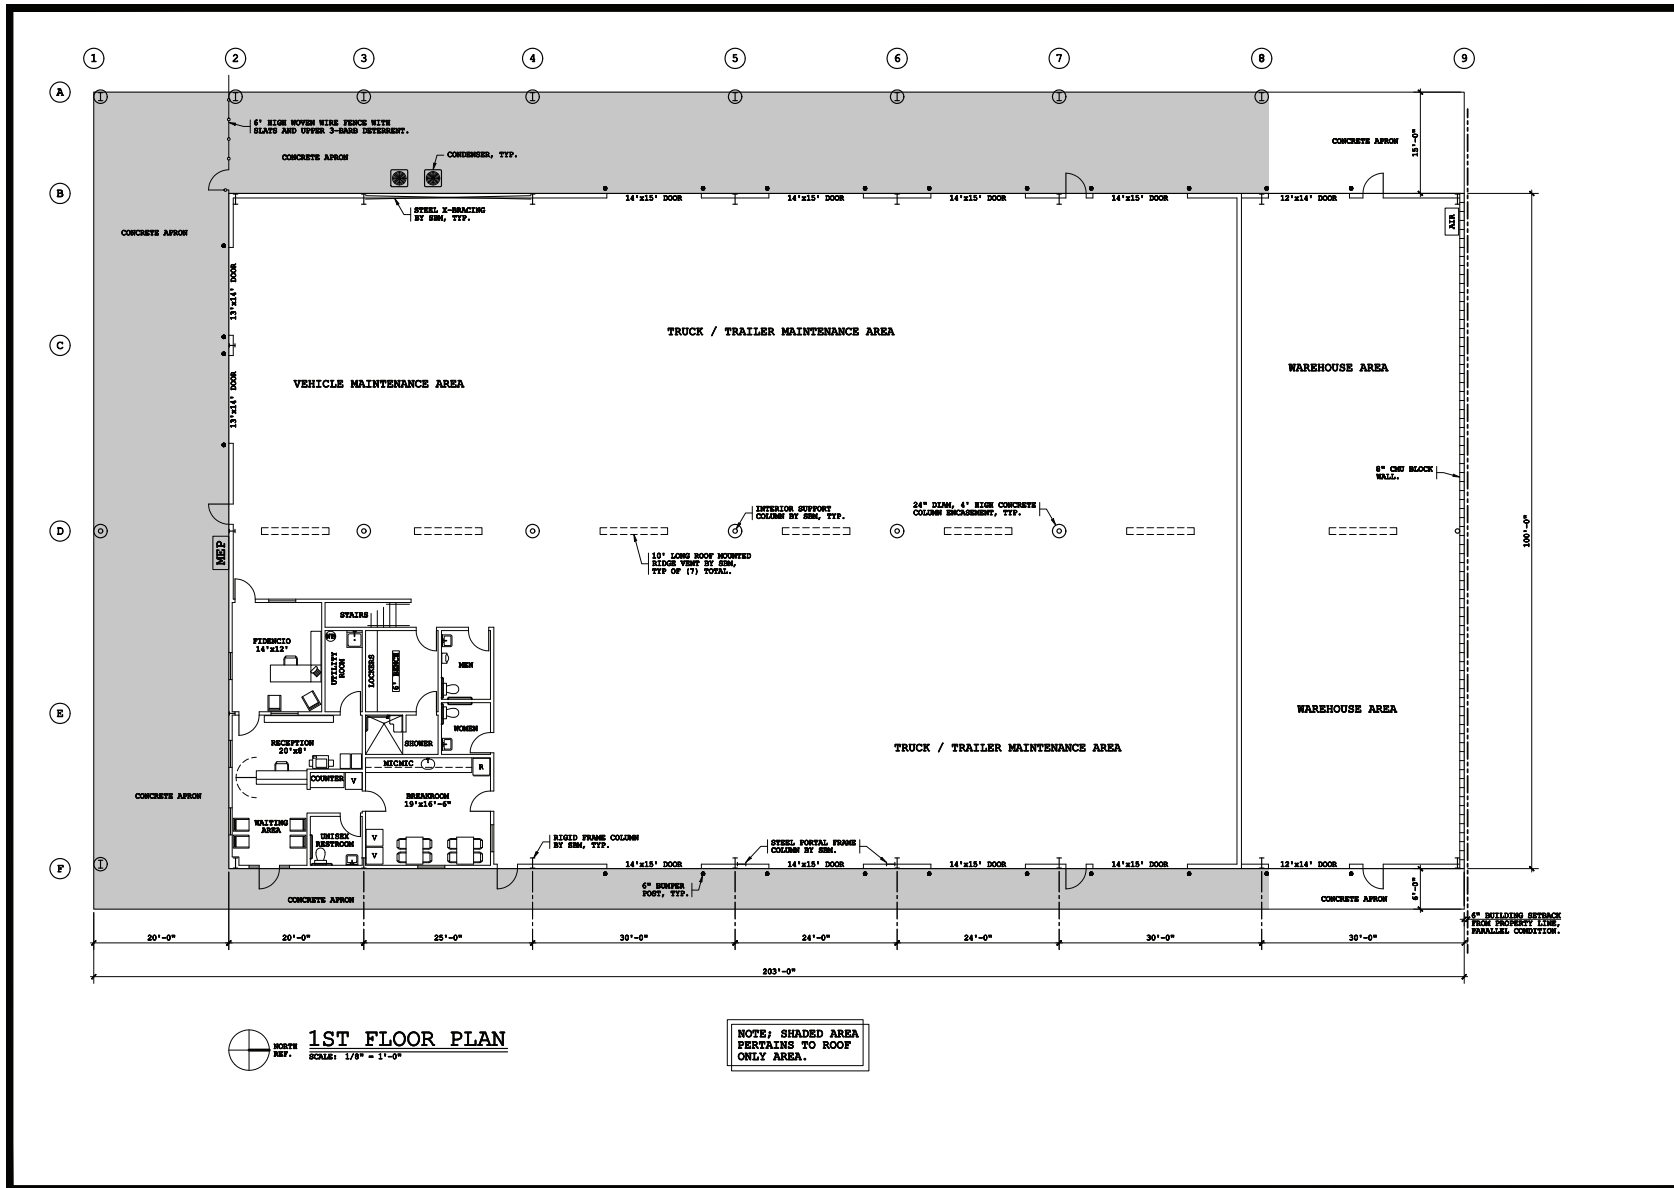 1
2
3
4
5
6
7
8
9
A
6' HIGH WOVEN WIRE FENCE WITH
SLATS AND UPPER 3-BARB DETERRENT.
CONCRETE APRON
CONDENSER, TYP.
CONCRETE APRON
15'-0"
B
14'x15' DOOR
14'x15' DOOR
14'x15' DOOR
14'x15' DOOR
12'x14' DOOR
STEEL X-BRACING
BY SBM, TYP.
AIR
CONCRETE APRON
13'x14' DOOR
TRUCK / TRAILER MAINTENANCE AREA
C
WAREHOUSE AREA
VEHICLE MAINTENANCE AREA
13'x14' DOOR
8" CMU BLOCK
WALL.
INTERIOR SUPPORT
COLUMN BY SBM, TYP.
24" DIAM, 4' HIGH CONCRETE
COLUMN ENCASEMENT, TYP.
D
100'-0"
MEP
10' LONG ROOF MOUNTED
RIDGE VENT BY SBM,
TYP OF (7) TOTAL.
STAIRS
FIDENCIO
14'x12'
WH
UTILITY
ROOM
LOCKERS
6' BENCH
MEN
E
WAREHOUSE AREA
WOMEN
RECEPTION
20'x8'
SHOWER
TRUCK / TRAILER MAINTENANCE AREA
MICMIC
R
COUNTER
V
CONCRETE APRON
BREAKROOM
19'x16'-6"
WAITING
AREA
UNISEX
RESTROOM
V
V
RIGID FRAME COLUMN
BY SBM, TYP.
STEEL PORTAL FRAME
COLUMN BY SBM.
F
14'x15' DOOR
14'x15' DOOR
14'x15' DOOR
14'x15' DOOR
12'x14' DOOR
6" BUMPER
POST, TYP.
CONCRETE APRON
CONCRETE APRON
6'-0"
6" BUILDING SETBACK
FROM PROPERTY LINE,
PARALLEL CONDITION.
20'-0"
20'-0"
25'-0"
30'-0"
24'-0"
24'-0"
30'-0"
30'-0"
203'-0"
NORTH
REF.
1ST FLOOR PLAN
SCALE: 1/8" = 1'-0"
NOTE; SHADED AREA
PERTAINS TO ROOF
ONLY AREA.